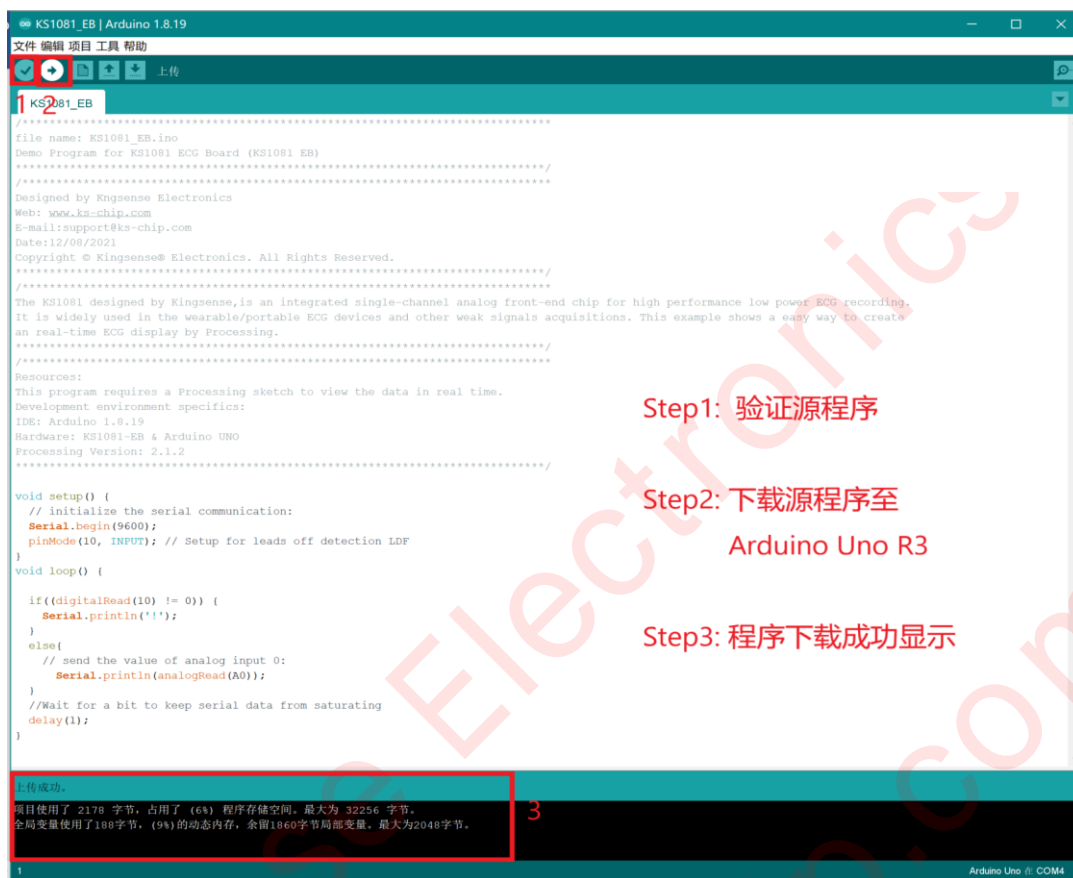 KS1081_EB | Arduino 1.8.19
文件 编辑 项目 工具 帮助
上传
1 2
KS1081_EB
/******************************************************************************
file name: KS1081_EB.ino
Demo Program for KS1081 ECG Board (KS1081 EB)
******************************************************************************/
/******************************************************************************
Designed by Kngsense Electronics
Web: www.ks-chip.com
E-mail:support@ks-chip.com
Date:12/08/2021
Copyright © Kingsense® Electronics. All Rights Reserved.
******************************************************************************/
/******************************************************************************
The KS1081 designed by Kingsense,is an integrated single-channel analog front-end chip for high performance low power ECG recording.
It is widely used in the wearable/portable ECG devices and other weak signals acquisitions. This example shows a easy way to create
an real-time ECG display by Processing.
******************************************************************************/
/******************************************************************************
Resources:
This program requires a Processing sketch to view the data in real time.
Development environment specifics:
IDE: Arduino 1.8.19
Hardware: KS1081-EB & Arduino UNO
Processing Version: 2.1.2
******************************************************************************/
void setup() {
// initialize the serial communication:
Serial.begin(9600);
pinMode(10, INPUT); // Setup for leads off detection LDF
}
void loop() {
if((digitalRead(10) != 0)) {
Serial.println('!');
}
else{
// send the value of analog input 0:
Serial.println(analogRead(A0));
}
//Wait for a bit to keep serial data from saturating
delay(1);
}
Step1: 验证源程序
Step2: 下载源程序至
Arduino Uno R3
Step3: 程序下载成功显示
上传成功。
项目使用了 2178 字节，占用了 (6%) 程序存储空间。最大为 32256 字节。
全局变量使用了188字节，(9%)的动态内存，余留1860字节局部变量。最大为2048字节。
3
1
Arduino Uno 在 COM4
se Electronics